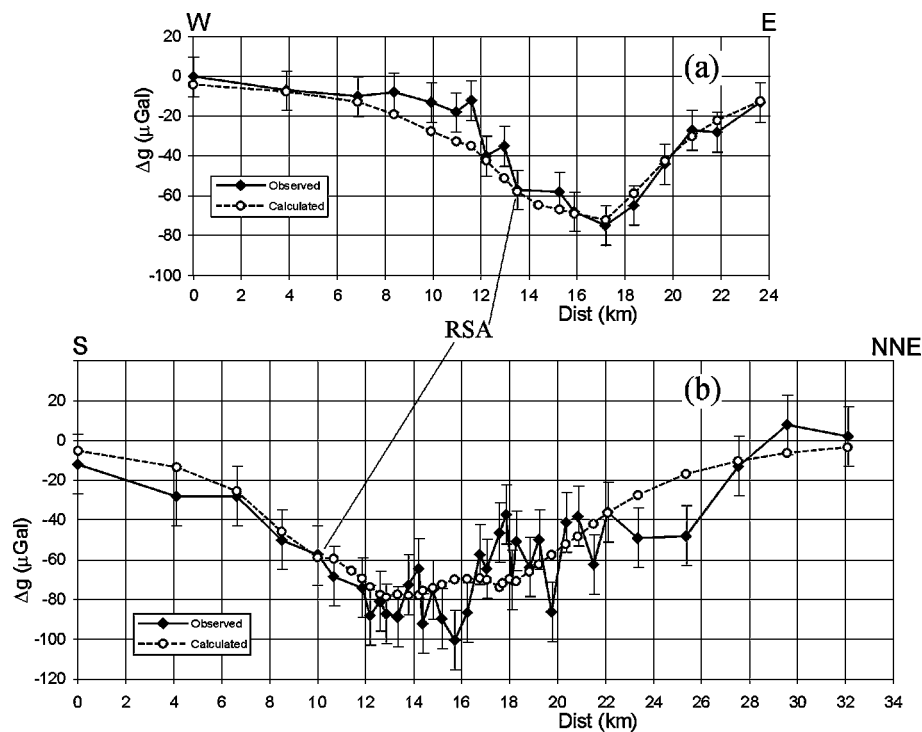 W E
20
0
-20
-40
-60
-80
-100
Δg (μGal)
(a)
Observed
Calculated
0 2 4 6 8 10 12 14 16 18 20 22 24
Dist (km)
RSA
S NNE
20
0
-20
-40
-60
-80
-100
-120
Δg (μGal)
(b)
Observed
Calculated
0 2 4 6 8 10 12 14 16 18 20 22 24 26 28 30 32 34
Dist (km)